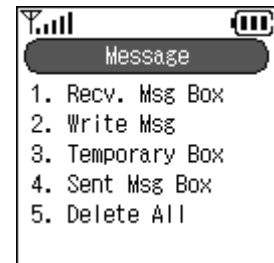 Message
1. Recv. Msg Box
2. Write Msg
3. Temporary Box
4. Sent Msg Box
5. Delete All